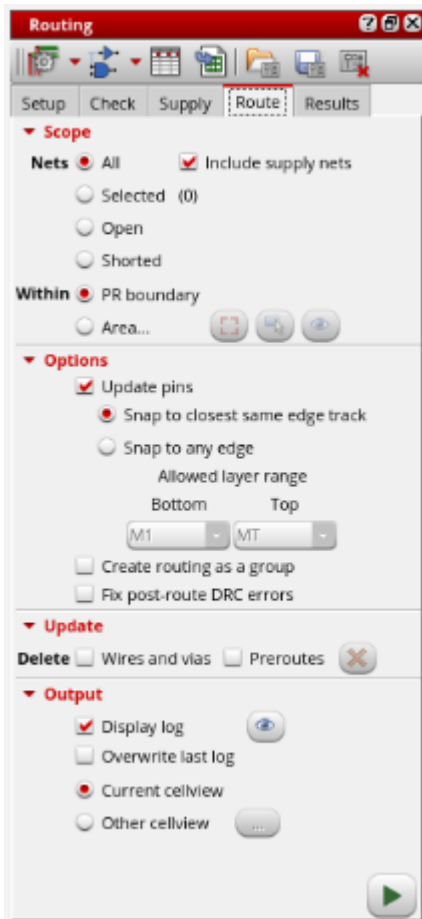 Routing
Setup Check Supply Route Results
Scope
Nets All Include supply nets
Selected (0)
Open
Shorted
Within PR boundary
Area...
Options
Update pins
Snap to closest same edge track
Snap to any edge
Allowed layer range
Bottom Top
M1 MT
Create routing as a group
Fix post-route DRC errors
Update
Delete Wires and vias Preroutes
Output
Display log
Overwrite last log
Current cellview
Other cellview ...